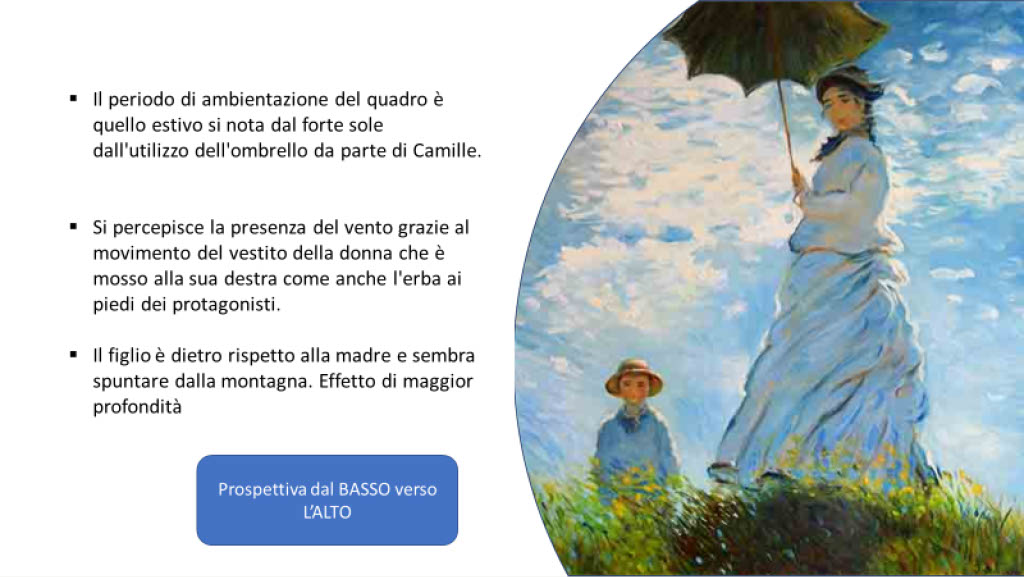 ▪ Il periodo di ambientazione del quadro è
quello estivo si nota dal forte sole
dall'utilizzo dell'ombrello da parte di Camille.
▪ Si percepisce la presenza del vento grazie al
movimento del vestito della donna che è
mosso alla sua destra come anche l'erba ai
piedi dei protagonisti.
▪ Il figlio è dietro rispetto alla madre e sembra
spuntare dalla montagna. Effetto di maggior
profondità
Prospettiva dal BASSO verso
L’ALTO